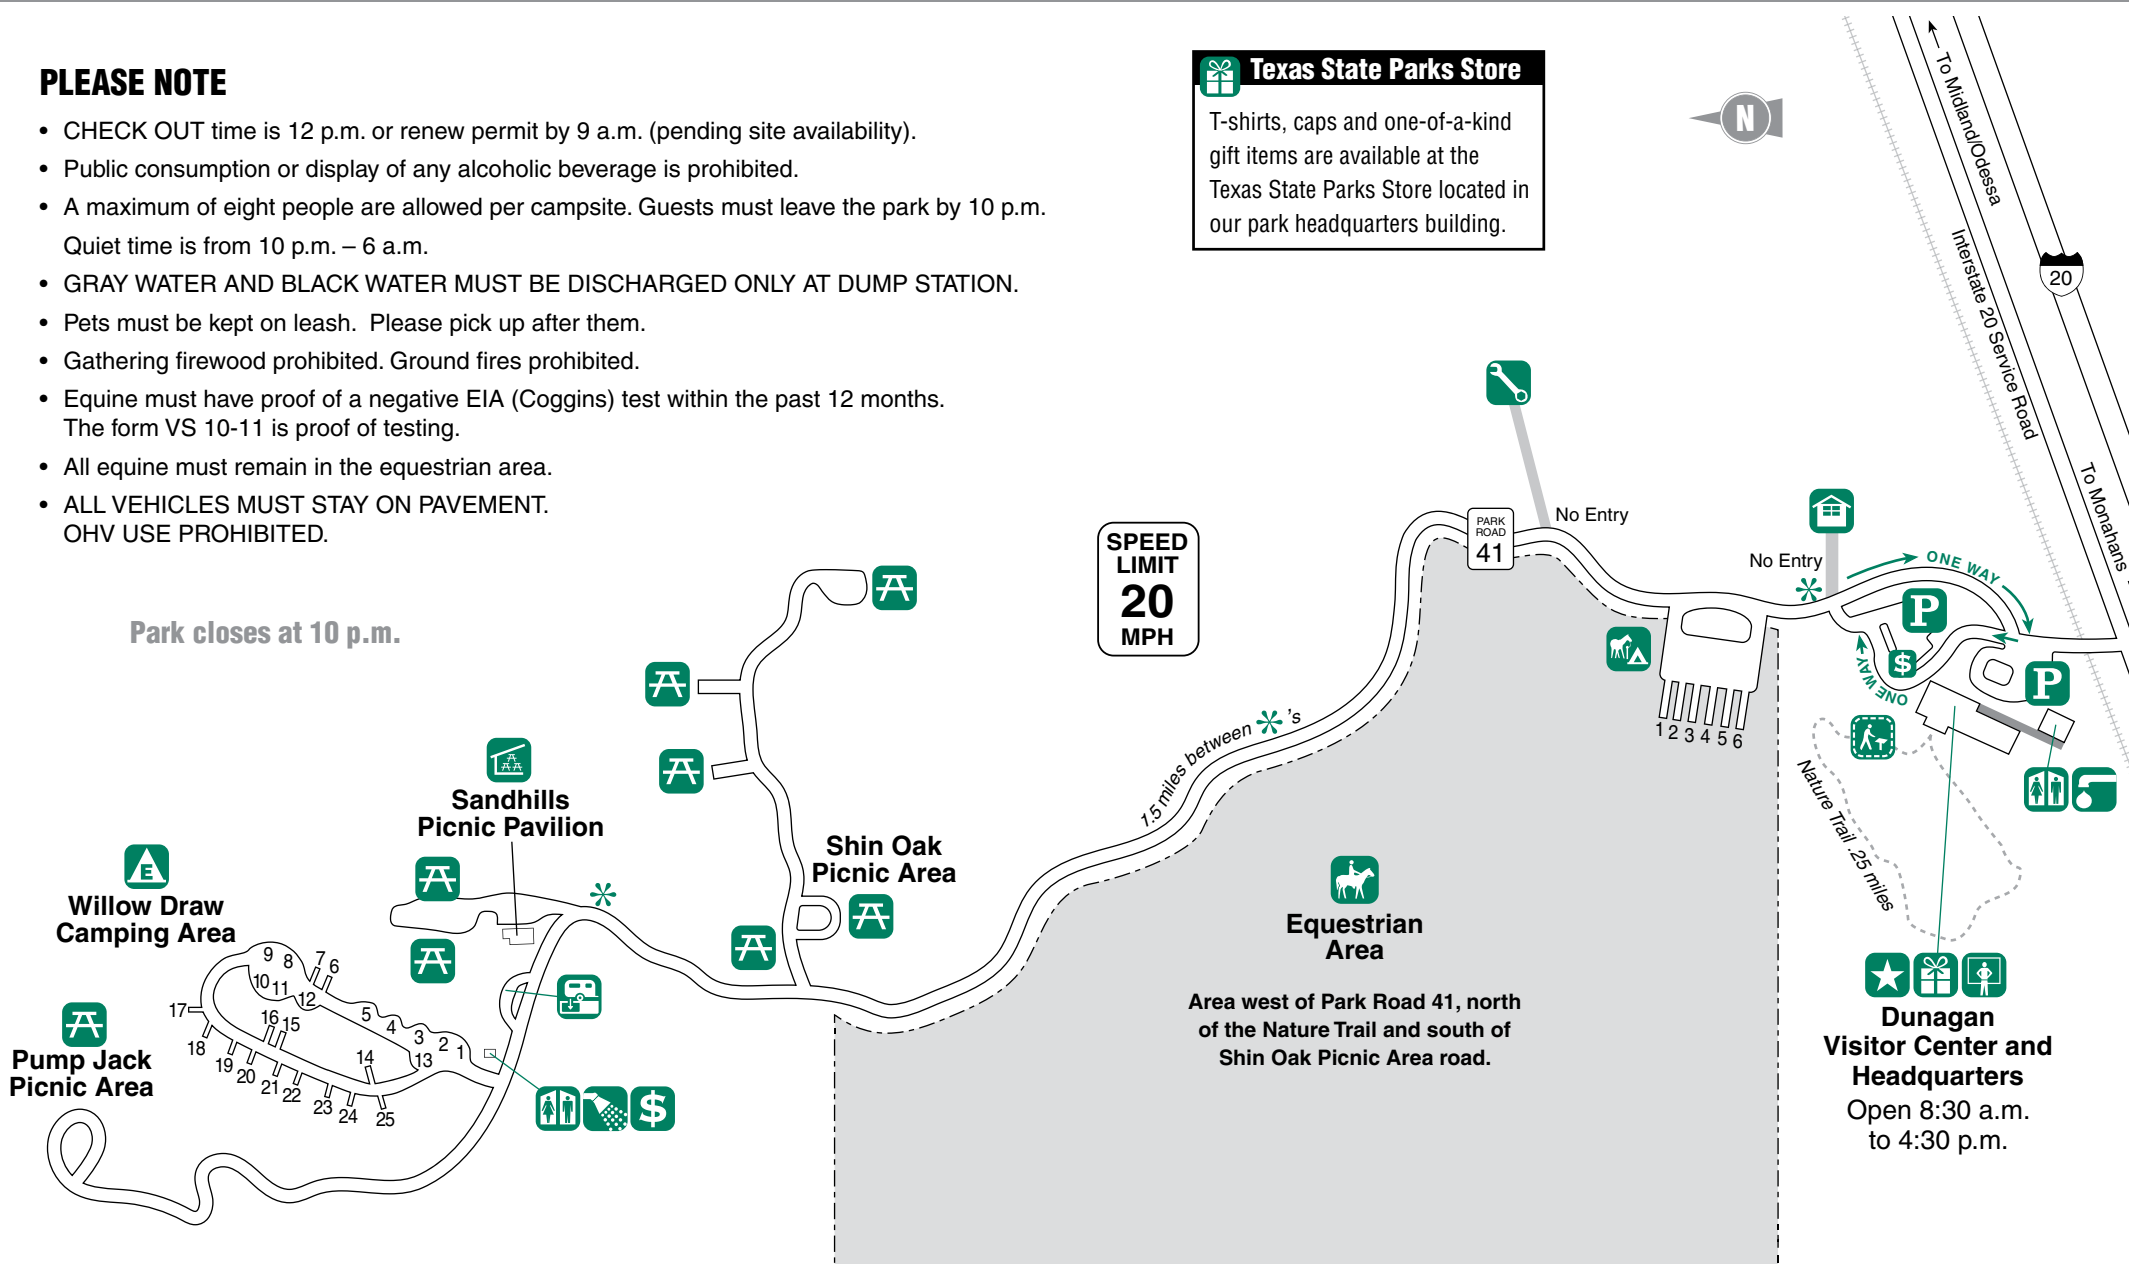 PLEASE NOTE
• CHECK OUT time is 12 p.m. or renew permit by 9 a.m. (pending site availability).
• Public consumption or display of any alcoholic beverage is prohibited.
• A maximum of eight people are allowed per campsite. Guests must leave the park by 10 p.m.
Quiet time is from 10 p.m. – 6 a.m.
• GRAY WATER AND BLACK WATER MUST BE DISCHARGED ONLY AT DUMP STATION.
• Pets must be kept on leash. Please pick up after them.
• Gathering firewood prohibited. Ground fires prohibited.
• Equine must have proof of a negative EIA (Coggins) test within the past 12 months.
The form VS 10-11 is proof of testing.
• All equine must remain in the equestrian area.
• ALL VEHICLES MUST STAY ON PAVEMENT.
OHV USE PROHIBITED.
Park closes at 10 p.m.
Texas State Parks Store
T-shirts, caps and one-of-a-kind
gift items are available at the
Texas State Parks Store located in
our park headquarters building.
N
To Midland/Odessa
Interstate 20 Service Road
20
To Monahans
SPEED
LIMIT
20
MPH
PARK
ROAD
41
No Entry
No Entry
ONE WAY
ONE WAY
P
$
P
1 2 3 4 5 6
1.5 miles between *'s
Nature Trail .25 miles
Sandhills
Picnic Pavilion
Shin Oak
Picnic Area
E
Willow Draw
Camping Area
Pump Jack
Picnic Area
9
8
7
6
10
11
12
5
4
3
2
1
13
14
15
16
17
18
19
20
21
22
23
24
25
$
Equestrian
Area
Area west of Park Road 41, north
of the Nature Trail and south of
Shin Oak Picnic Area road.
Dunagan
Visitor Center and
Headquarters
Open 8:30 a.m.
to 4:30 p.m.